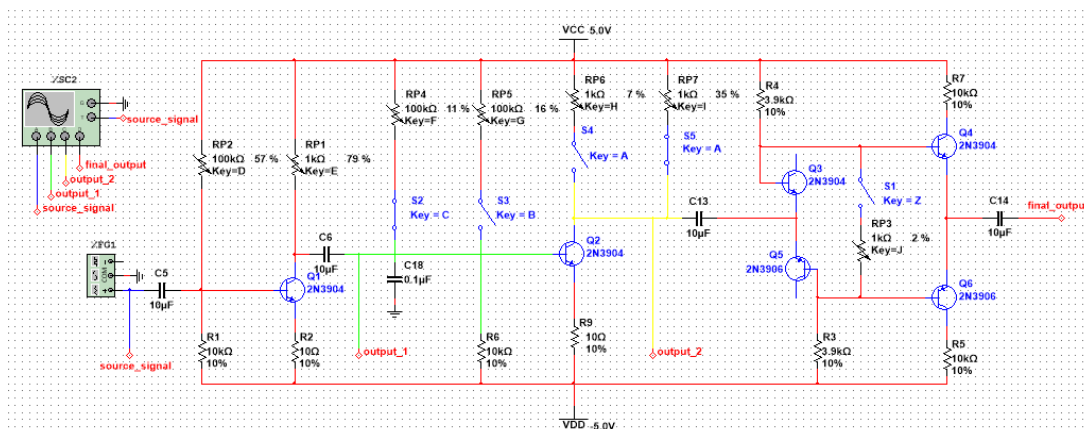 VCC 5.0V
XSC2
G
T
A B C D
source_signal
final_output
output_2
output_1
source_signal
XFG1
COM
C5
10µF
source_signal
RP2
100kΩ 57 %
Key=D
R1
10kΩ
10%
RP1
1kΩ 79 %
Key=E
Q1
2N3904
R2
10Ω
10%
C6
10µF
output_1
RP4
100kΩ 11 %
Key=F
S2
Key = C
C18
0.1µF
RP5
100kΩ 16 %
Key=G
S3
Key = B
R6
10kΩ
10%
RP6
1kΩ 7 %
Key=H
S4
Key = A
Q2
2N3904
R9
10Ω
10%
RP7
1kΩ 35 %
Key=I
S5
Key = A
output_2
C13
10µF
R4
3.9kΩ
10%
Q3
2N3904
Q5
2N3906
S1
Key = Z
RP3
1kΩ 2 %
Key=J
R3
3.9kΩ
10%
R7
10kΩ
10%
Q4
2N3904
C14
10µF
final_output
Q6
2N3906
R5
10kΩ
10%
VDD -5.0V